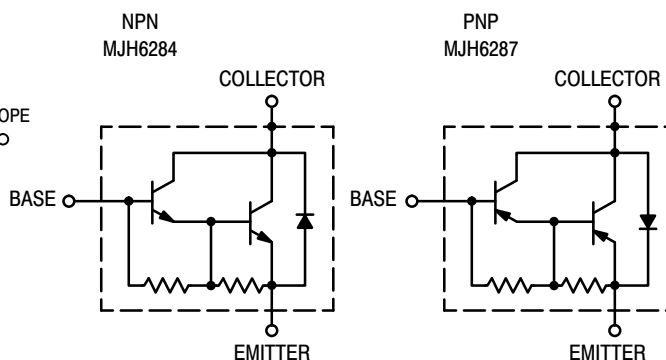 NPN
MJH6284
COLLECTOR
BASE
EMITTER
PNP
MJH6287
COLLECTOR
BASE
EMITTER